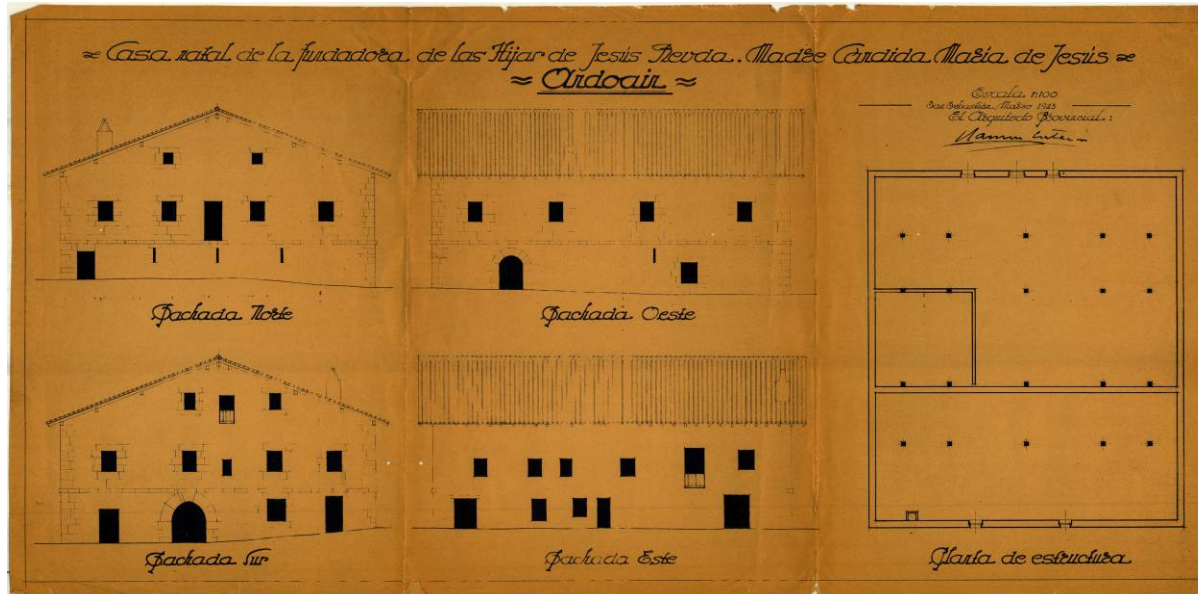 ≈ Casa natal de la fundadora de las Hijas de Jesús Revda. Madre Cándida María de Jesús ≈
≈ Andoain ≈
Escala 1:100
San Sebastián, Marzo 1943
El Arquitecto Provincial:
Fachada Norte
Fachada Oeste
Fachada Sur
Fachada Este
Planta de estructura